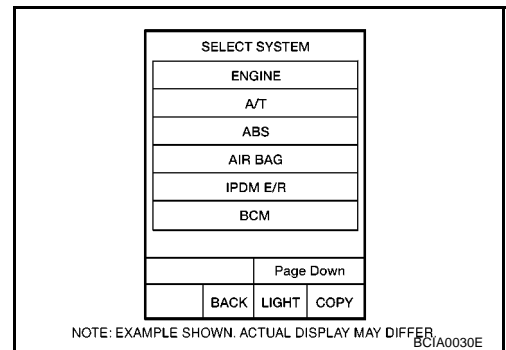 SELECT SYSTEM
ENGINE
A/T
ABS
AIR BAG
IPDM E/R
BCM
Page Down
BACK LIGHT COPY
NOTE: EXAMPLE SHOWN. ACTUAL DISPLAY MAY DIFFER.
BCIA0030E